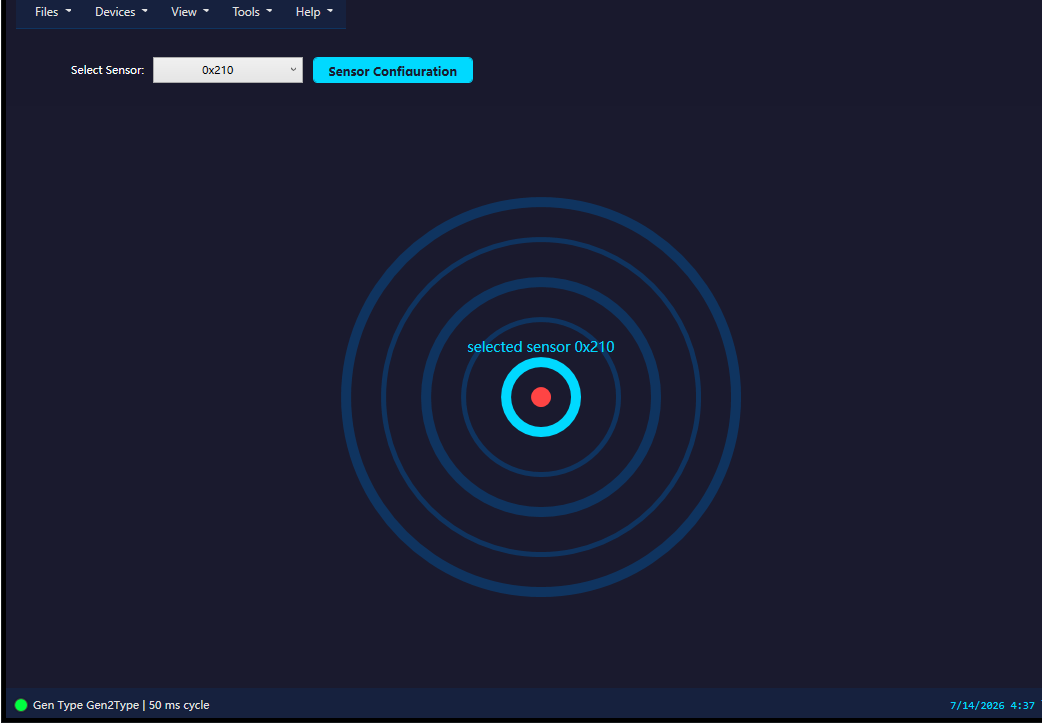 Files Devices View Tools Help
Select Sensor: 0x210 Sensor Configuration
selected sensor 0x210
Gen Type Gen2Type | 50 ms cycle 7/14/2026 4:37